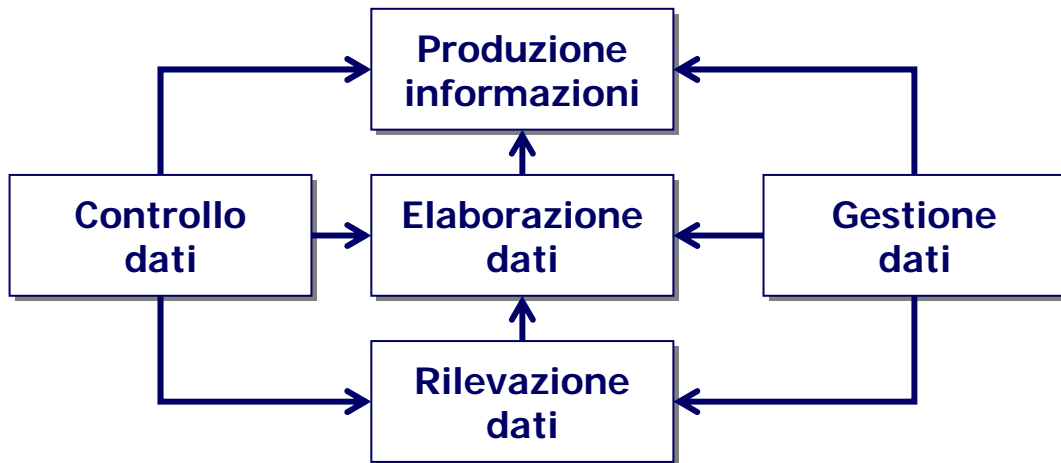 Produzione
informazioni
Controllo
dati
Elaborazione
dati
Gestione
dati
Rilevazione
dati